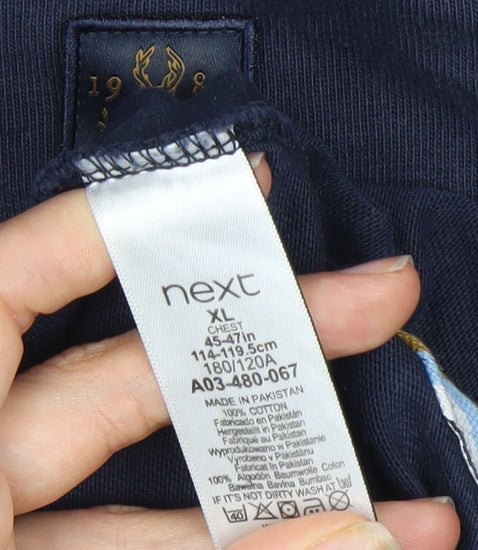 19 8
next
XL
CHEST
45-47in
114-119.5cm
180/120A
A03-480-067
MADE IN PAKISTAN
100% COTTON
Fabricado en Pakistán
Hergestellt in Pakistan
Fabriqué au Pakistan
Wyprodukowano w Pakistanie
Vyrobeno v Pákistánu
Fabricat în Pakistan
100% Algodón Baumwolle Coton
Bawełna Bavlna Bumbac
IF IT'S NOT DIRTY WASH AT 30
40